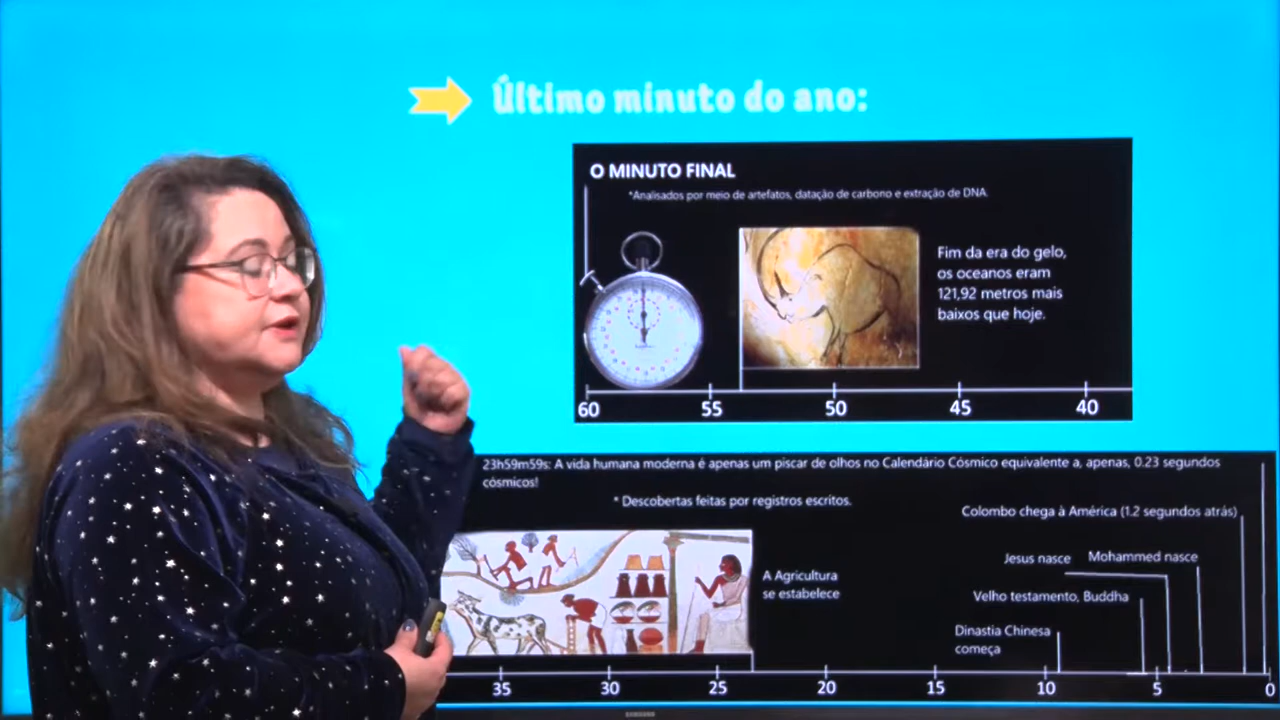 Último minuto do ano:
O MINUTO FINAL
*Analisados por meio de artefatos, datação de carbono e extração de DNA
Fim da era do gelo,
os oceanos eram
121,92 metros mais
baixos que hoje.
60 55 50 45 40
23h59m59s: A vida humana moderna é apenas um piscar de olhos no Calendário Cósmico equivalente a, apenas, 0.23 segundos
cósmicos!
* Descobertas feitas por registros escritos.
Colombo chega à América (1.2 segundos atrás)
Jesus nasce Mohammed nasce
A Agricultura
se estabelece
Velho testamento, Buddha
Dinastia Chinesa
começa
35 30 25 20 15 10 5 0
SAMSUNG